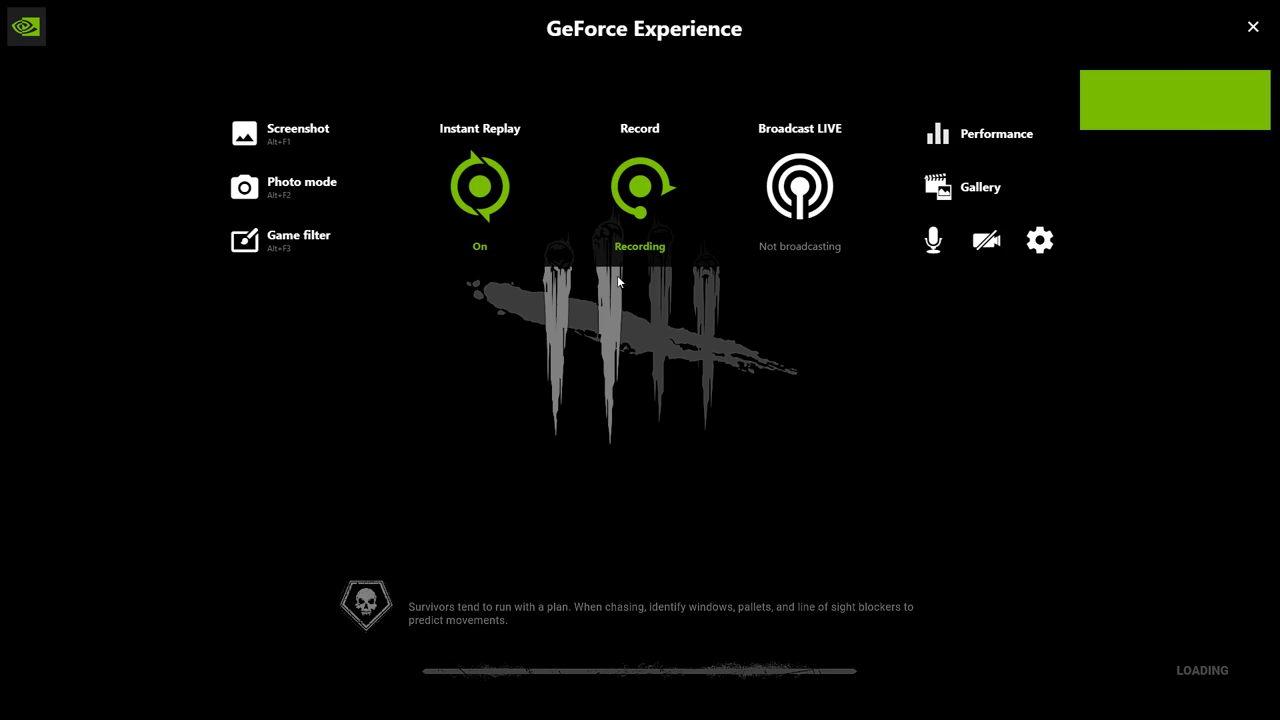 GeForce Experience
Screenshot
Alt+F1
Photo mode
Alt+F2
Game filter
Alt+F3
Instant Replay
On
Record
Recording
Broadcast LIVE
Not broadcasting
Performance
Gallery
Survivors tend to run with a plan. When chasing, identify windows, pallets, and line of sight blockers to
predict movements.
LOADING